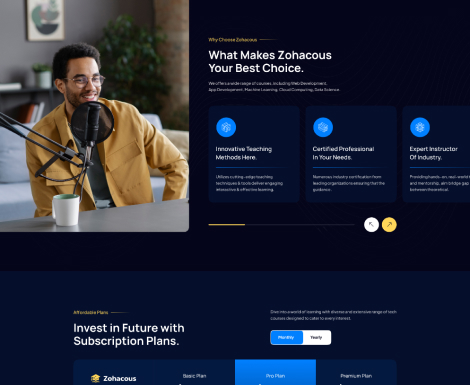 Why Choose Zohacous
What Makes Zohacous
Your Best Choice.
We offers a wide range of courses, including Web Development,
App Development, Machine Learning, Cloud Computing, Data Science
Innovative Teaching
Methods Here.
Utilizes cutting-edge teaching
techniques & tools deliver engaging
interactive & effective learning.
Certified Professional
In Your Needs.
Numerous industry certification from
leading organizations ensuring that the
guidance.
Expert Instructor
Of Industry.
Providing hands-on, real-world
and mentorship, aim bridge gap
between theoretical
Affordable Plans
Invest in Future with
Subscription Plans.
Dive into a world of learning with diverse and extensive range of tech
courses designed to cater to every interest.
Monthly
Yearly
Zohacous
Basic Plan
Pro Plan
Premium Plan